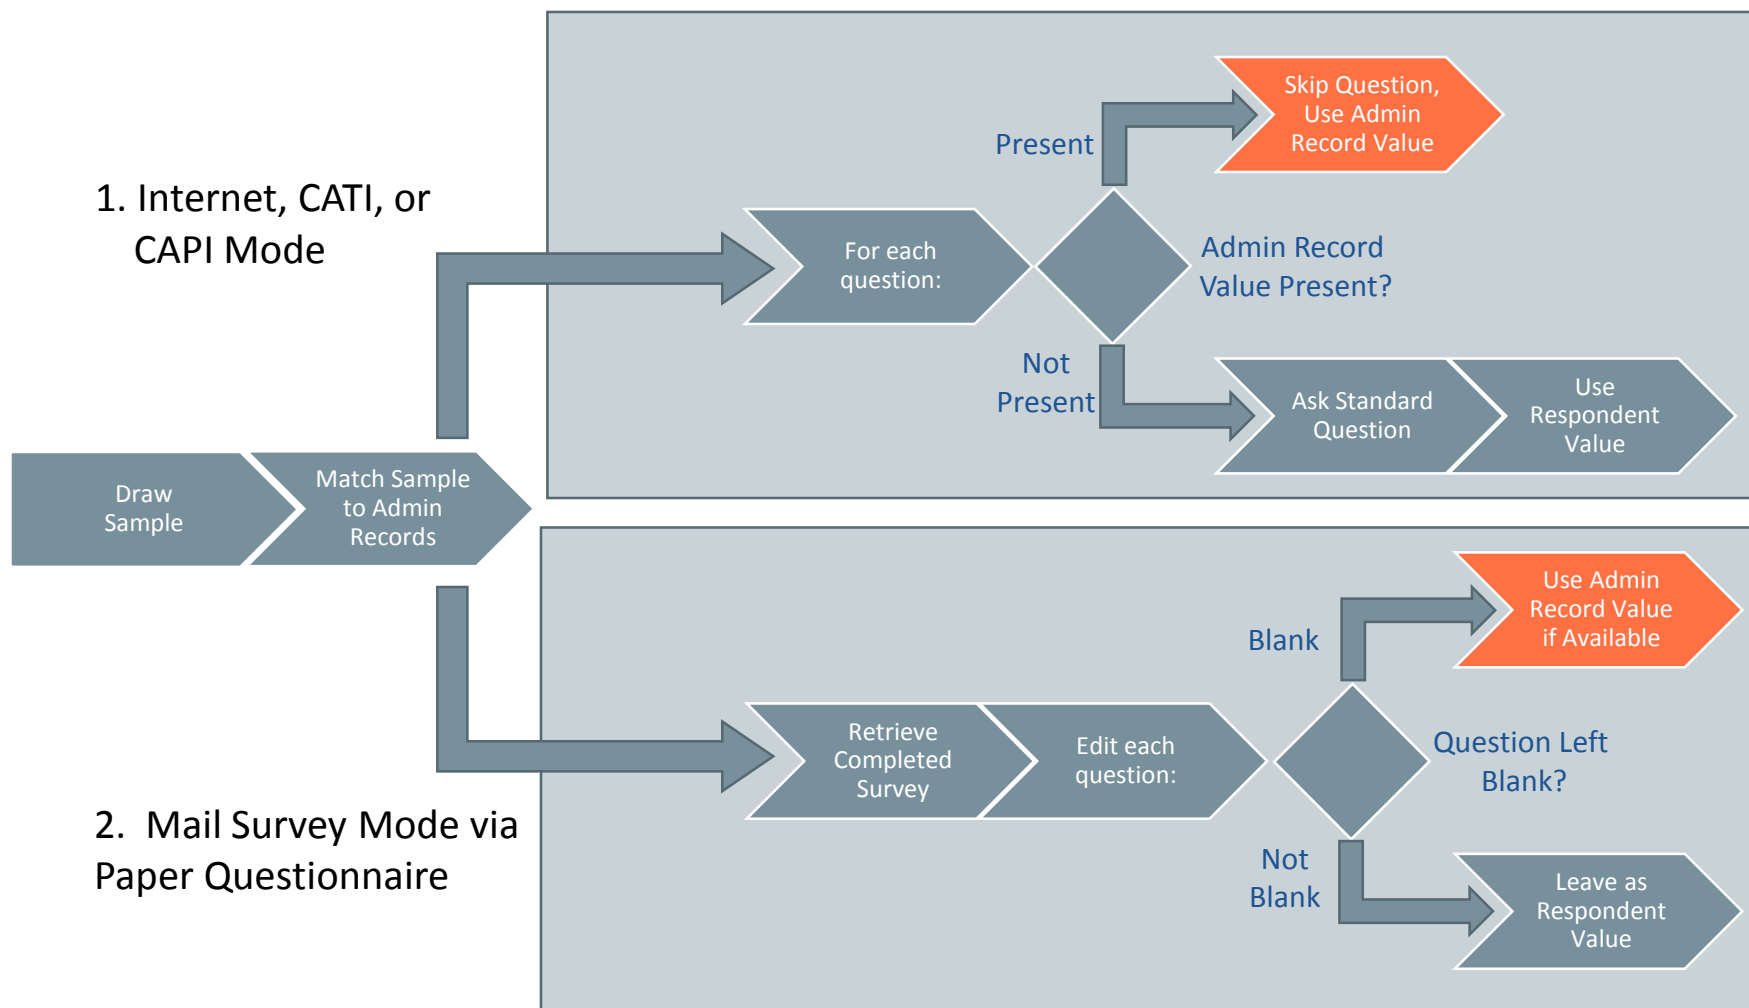 1. Internet, CATI, or
CAPI Mode
Draw
Sample
Match Sample
to Admin
Records
For each
question:
Present
Skip Question,
Use Admin
Record Value
Admin Record
Value Present?
Not
Present
Ask Standard
Question
Use
Respondent
Value
2. Mail Survey Mode via
Paper Questionnaire
Retrieve
Completed
Survey
Edit each
question:
Blank
Use Admin
Record Value
if Available
Question Left
Blank?
Not
Blank
Leave as
Respondent
Value